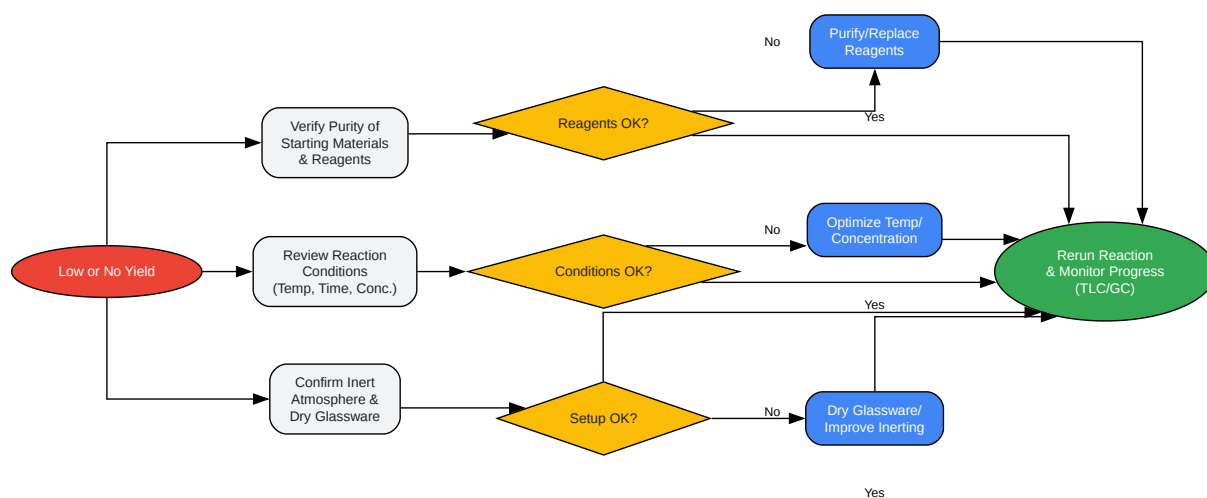 Low or No Yield
Verify Purity of
Starting Materials
& Reagents
Reagents OK?
No
Purify/Replace
Reagents
Yes
Review Reaction
Conditions
(Temp, Time, Conc.)
Conditions OK?
No
Optimize Temp/
Concentration
Yes
Confirm Inert
Atmosphere &
Dry Glassware
Setup OK?
No
Dry Glassware/
Improve Inerting
Yes
Rerun Reaction
& Monitor Progress
(TLC/GC)